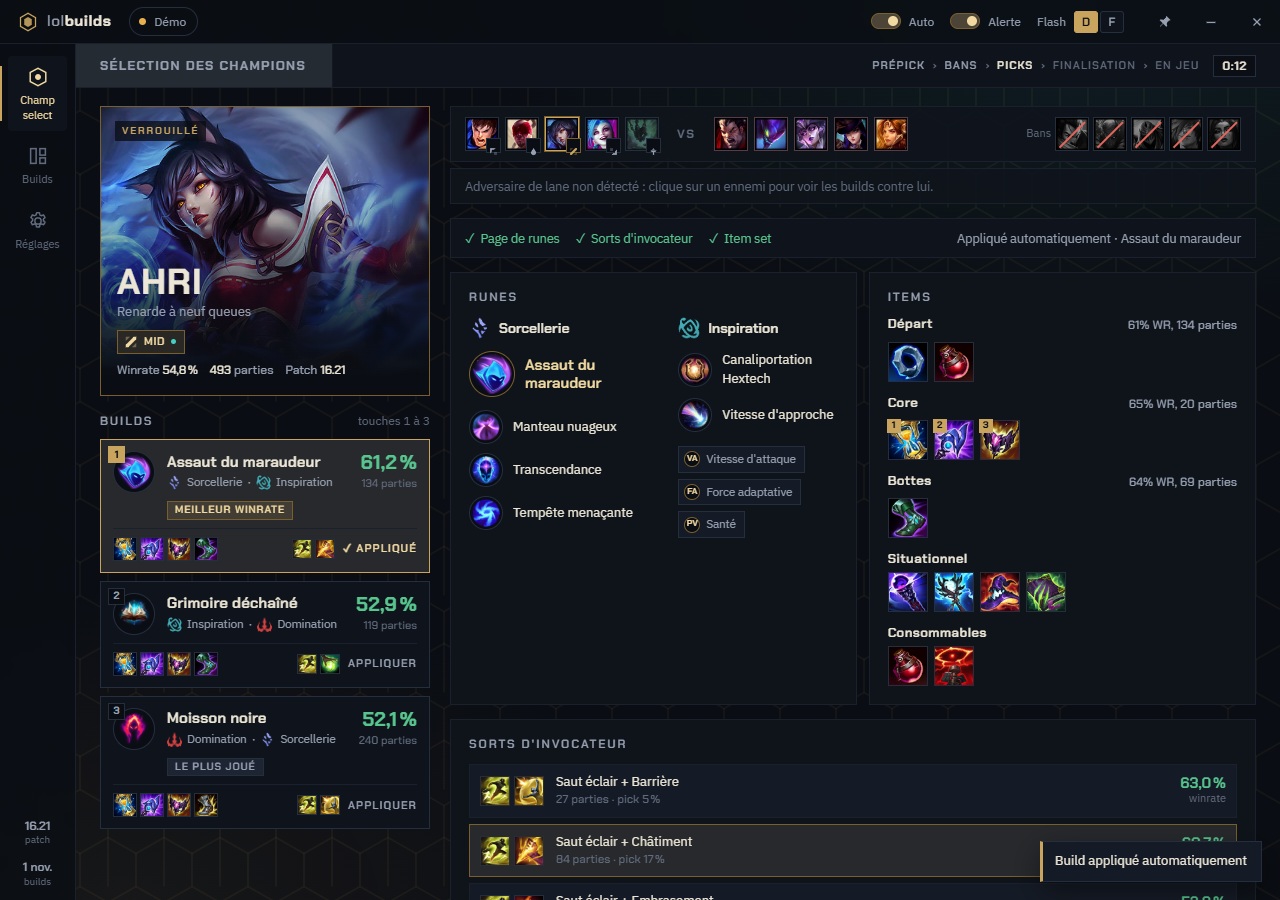 lolbuilds
Démo
Auto
Alerte
Flash
D
F
SÉLECTION DES CHAMPIONS
PRÉPICK › BANS › PICKS › FINALISATION › EN JEU
0:12
Champ
select
Builds
Réglages
16.21
patch
1 nov.
builds
VERROUILLÉ
AHRI
Renarde à neuf queues
MID
Winrate 54,8 % 493 parties Patch 16.21
BUILDS
touches 1 à 3
1
Assaut du maraudeur
61,2 %
Sorcellerie · Inspiration
134 parties
MEILLEUR WINRATE
✓ APPLIQUÉ
2
Grimoire déchaîné
52,9 %
Inspiration · Domination
119 parties
APPLIQUER
3
Moisson noire
52,1 %
Domination · Sorcellerie
240 parties
LE PLUS JOUÉ
APPLIQUER
VS
Bans
Adversaire de lane non détecté : clique sur un ennemi pour voir les builds contre lui.
✓ Page de runes ✓ Sorts d'invocateur ✓ Item set
Appliqué automatiquement · Assaut du maraudeur
RUNES
Sorcellerie
Assaut du
maraudeur
Manteau nuageux
Transcendance
Tempête menaçante
Inspiration
Canaliportation
Hextech
Vitesse d'approche
VA Vitesse d'attaque
FA Force adaptative
PV Santé
ITEMS
Départ
61% WR, 134 parties
Core
65% WR, 20 parties
1
2
3
Bottes
64% WR, 69 parties
Situationnel
Consommables
SORTS D'INVOCATEUR
Saut éclair + Barrière
27 parties · pick 5 %
63,0 %
winrate
Saut éclair + Châtiment
84 parties · pick 17 %
Saut éclair + Embrasement
Build appliqué automatiquement